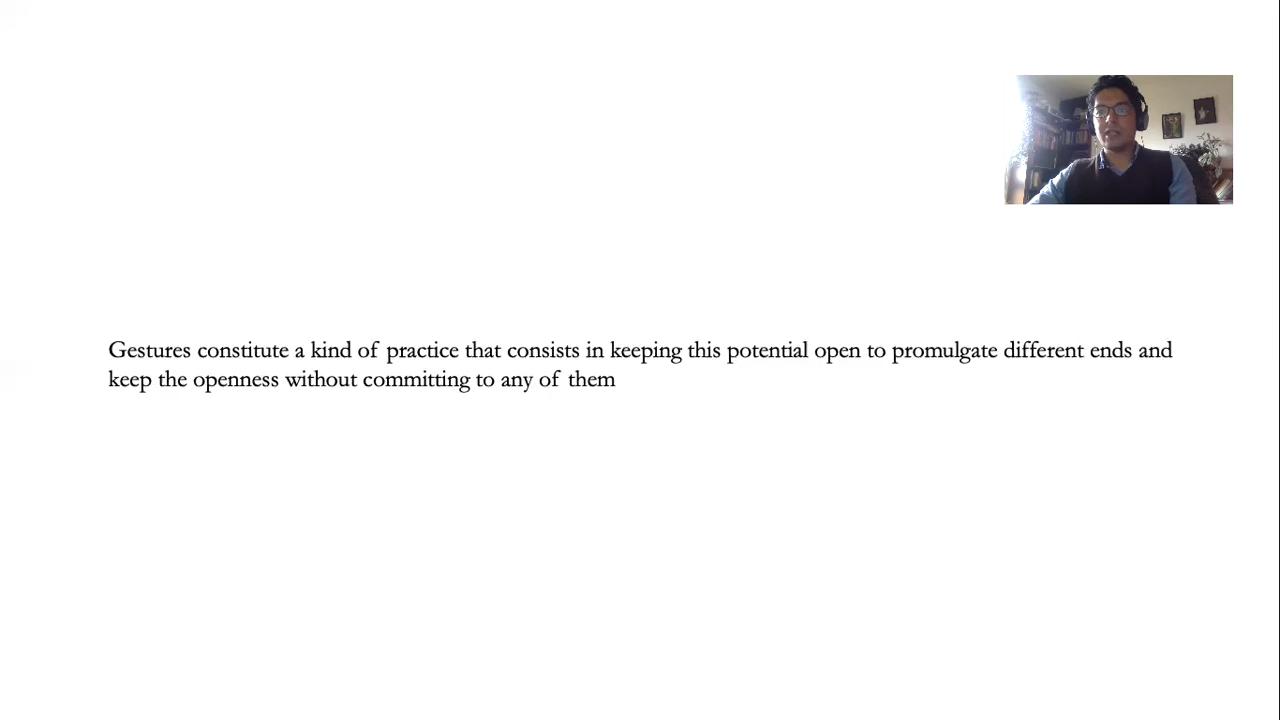 Gestures constitute a kind of practice that consists in keeping this potential open to promulgate different ends and
keep the openness without committing to any of them